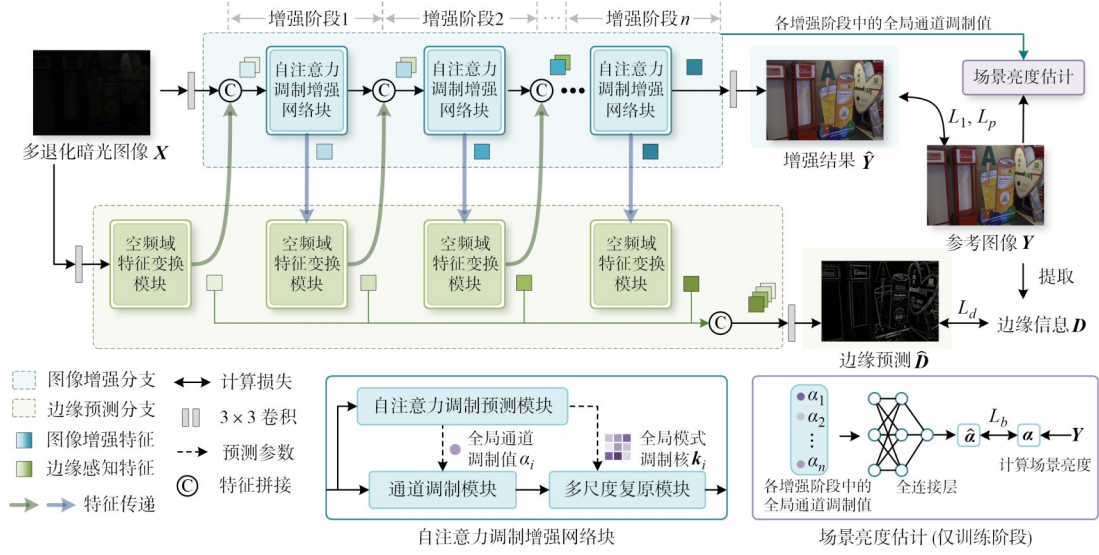 增强阶段1
增强阶段2
···
增强阶段 n
各增强阶段中的全局通道调制值
自注意力
调制增强
网络块
自注意力
调制增强
网络块
自注意力
调制增强
网络块
C
C
C
•••
场景亮度估计
L1, Lp
多退化暗光图像 X
增强结果 Ŷ
参考图像 Y
空频域
特征变换
模块
空频域
特征变换
模块
空频域
特征变换
模块
空频域
特征变换
模块
C
提取
Ld
边缘信息 D
边缘预测 D̂
图像增强分支
边缘预测分支
图像增强特征
边缘感知特征
特征传递
计算损失
3 × 3 卷积
预测参数
C 特征拼接
自注意力调制预测模块
全局通道
调制值 αi
全局模式
调制核 ki
通道调制模块
多尺度复原模块
自注意力调制增强网络块
α1
α2
⋮
αn
各增强阶段中的
全局通道调制值
全连接层
α̂
Lb
α
Y
计算场景亮度
场景亮度估计 (仅训练阶段)